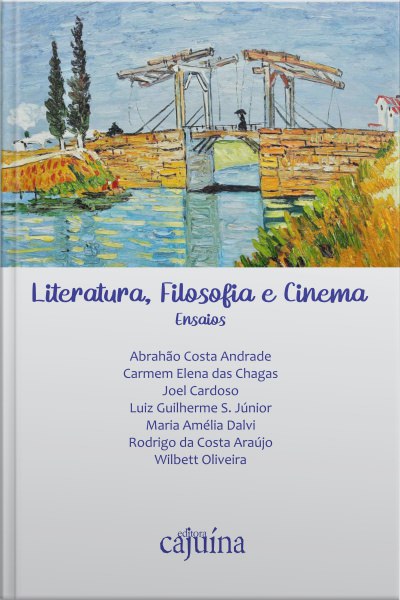 Literatura, Filosofia e Cinema
Ensaios
Abrahão Costa Andrade
Carmem Elena das Chagas
Joel Cardoso
Luiz Guilherme S. Júnior
Maria Amélia Dalvi
Rodrigo da Costa Araújo
Wilbett Oliveira
editora
cajuína